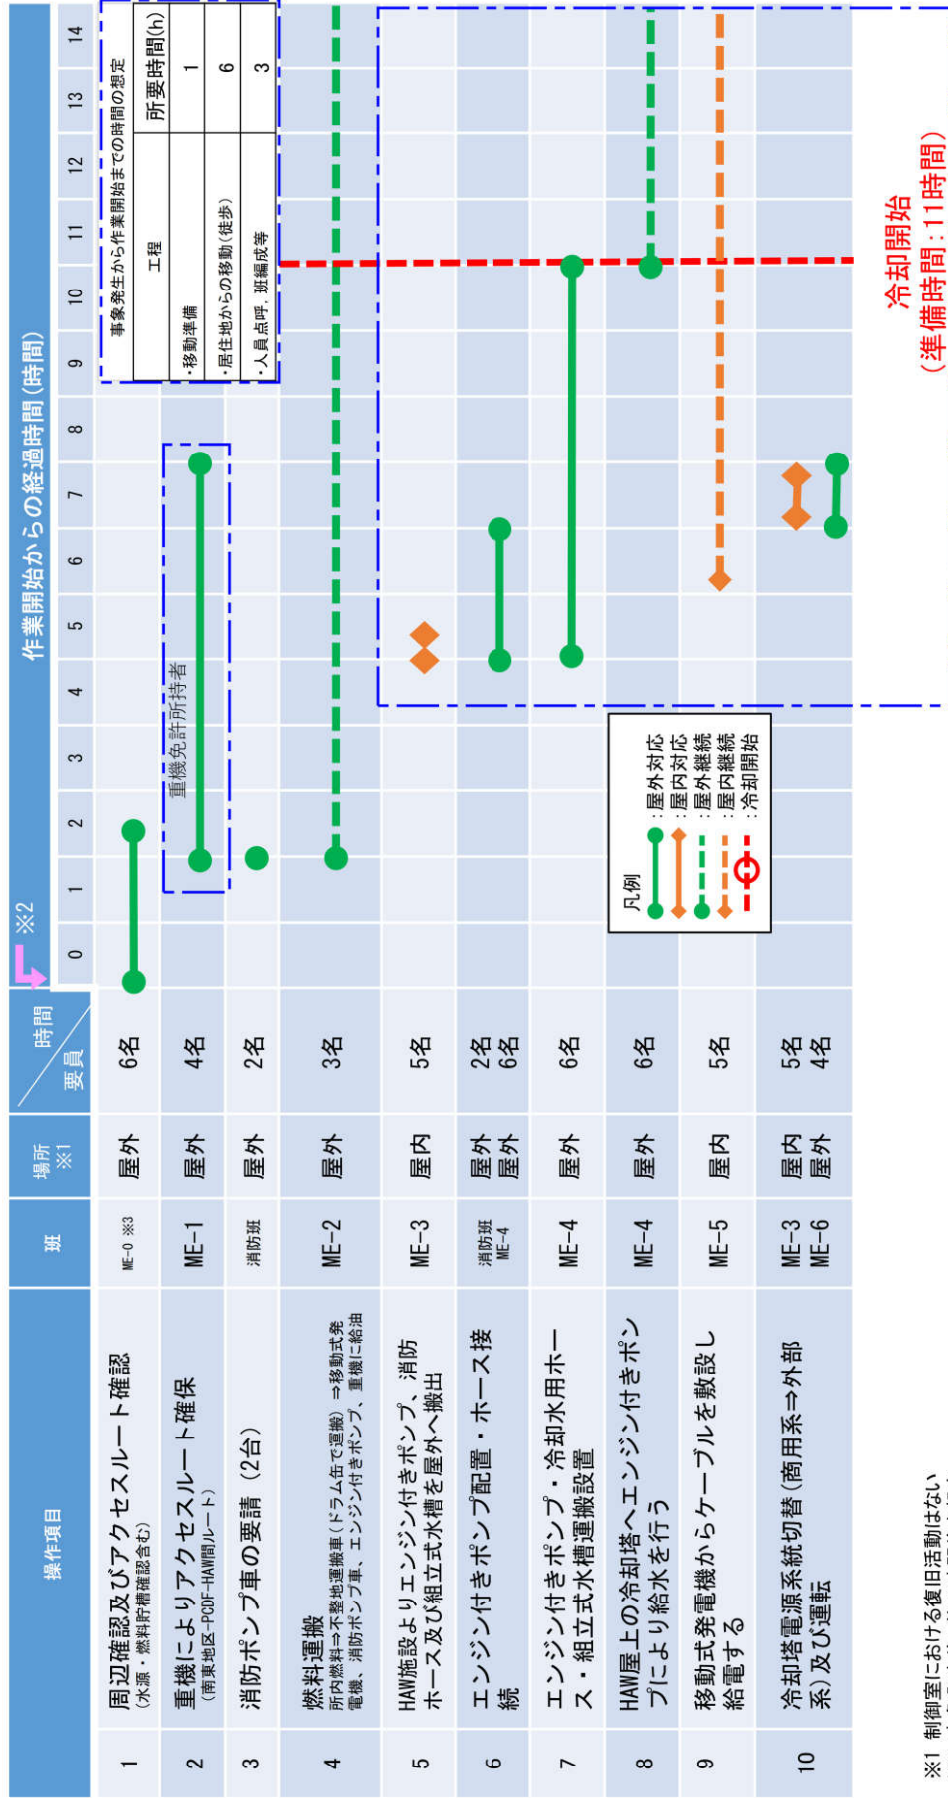 操作項目
班
場所
※1
時間
要員
作業開始からの経過時間(時間)
※2
0 1 2 3 4 5 6 7 8 9 10 11 12 13 14
1
周辺確認及びアクセスルート確認
(水源・燃料貯槽確認含む)
ME-0 ※3
屋外
6名
2
重機によりアクセスルート確保
(南東地区-PCDF-HAW間ルート)
ME-1
屋外
4名
重機免許所持者
3
消防ポンプ車の要請 (2台)
消防班
屋外
2名
4
燃料運搬
所内燃料⇒不整地運搬車(ドラム缶で運搬) ⇒移動式発
電機、消防ポンプ車、エンジン付きポンプ、重機に給油
ME-2
屋外
3名
5
HAW施設よりエンジン付きポンプ、消防
ホース及び組立式水槽を屋外へ搬出
ME-3
屋内
5名
6
エンジン付きポンプ配置・ホース接
続
消防班
ME-4
屋外
屋外
2名
6名
7
エンジン付きポンプ・冷却水用ホー
ス・組立式水槽運搬設置
ME-4
屋外
6名
8
HAW屋上の冷却塔へエンジン付きポン
プにより給水を行う
ME-4
屋外
6名
9
移動式発電機からケーブルを敷設し
給電する
ME-5
屋内
5名
10
冷却塔電源系統切替(商用系⇒外部
系)及び運転
ME-3
ME-6
屋内
屋外
5名
4名
事象発生から作業開始までの時間の想定
工程 所要時間(h)
・移動準備 1
・居住地からの移動(徒歩) 6
・人員点呼, 班編成等 3
凡例
:屋外対応
:屋内対応
:屋外継続
:屋内継続
:冷却開始
冷却開始
(準備時間:11時間)
※1 制御室における復旧活動はない